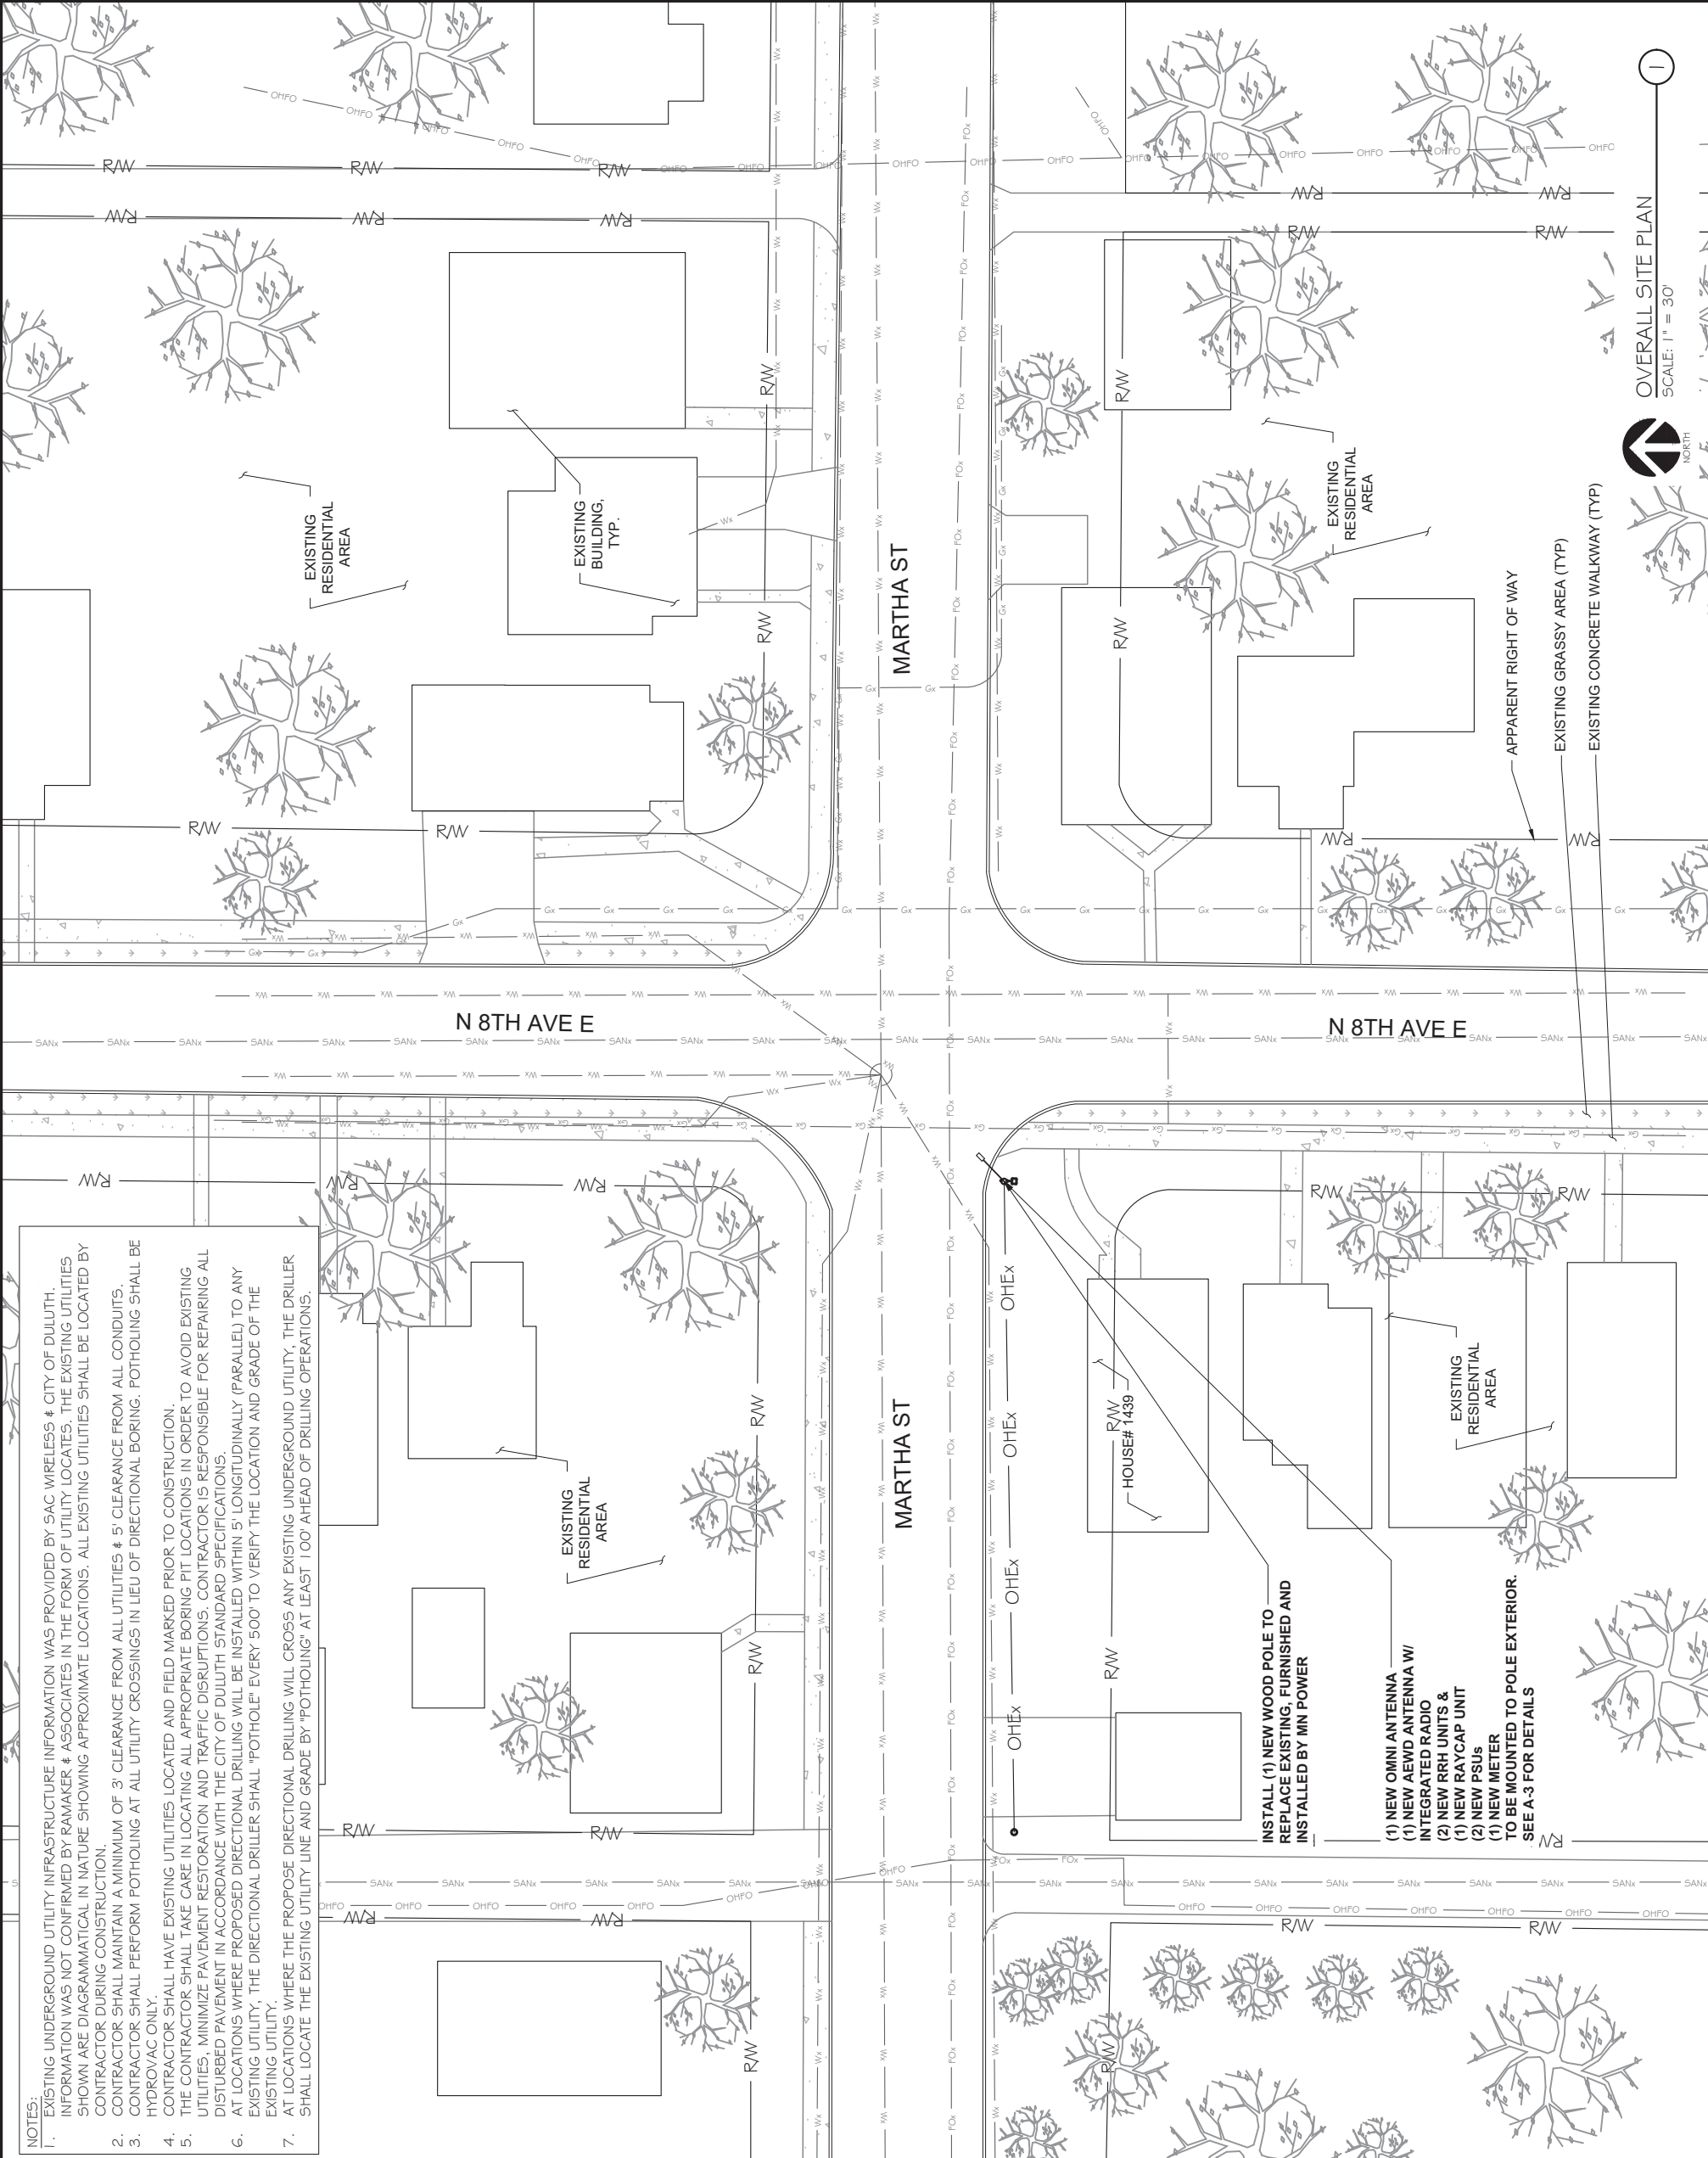 NOTES:
1. EXISTING UNDERGROUND UTILITY INFRASTRUCTURE INFORMATION WAS PROVIDED BY SAC WIRELESS & CITY OF DULUTH.
INFORMATION WAS NOT CONFIRMED BY RAMAKER & ASSOCIATES IN THE FORM OF UTILITY LOCATES. THE EXISTING UTILITIES
SHOWN ARE DIAGRAMMATICAL IN NATURE SHOWING APPROXIMATE LOCATIONS. ALL EXISTING UTILITIES SHALL BE LOCATED BY
CONTRACTOR DURING CONSTRUCTION.
2. CONTRACTOR SHALL MAINTAIN A MINIMUM OF 3' CLEARANCE FROM ALL UTILITIES & 5' CLEARANCE FROM ALL CONDUITS.
3. CONTRACTOR SHALL PERFORM POTHOLING AT ALL UTILITY CROSSINGS IN LIEU OF DIRECTIONAL BORING. POTHOLING SHALL BE
HYDROVAC ONLY.
4. CONTRACTOR SHALL HAVE EXISTING UTILITIES LOCATED AND FIELD MARKED PRIOR TO CONSTRUCTION.
5. THE CONTRACTOR SHALL TAKE CARE IN LOCATING ALL APPROPRIATE BORING PIT LOCATIONS IN ORDER TO AVOID EXISTING
UTILITIES, MINIMIZE PAVEMENT RESTORATION AND TRAFFIC DISRUPTIONS. CONTRACTOR IS RESPONSIBLE FOR REPAIRING ALL
DISTURBED PAVEMENT IN ACCORDANCE WITH THE CITY OF DULUTH STANDARD SPECIFICATIONS.
6. AT LOCATIONS WHERE PROPOSED DIRECTIONAL DRILLING WILL BE INSTALLED WITHIN 5' LONGITUDINALLY (PARALLEL) TO ANY
EXISTING UTILITY, THE DIRECTIONAL DRILLER SHALL "POTHOLE" EVERY 500' TO VERIFY THE LOCATION AND GRADE OF THE
EXISTING UTILITY.
7. AT LOCATIONS WHERE THE PROPOSE DIRECTIONAL DRILLING WILL CROSS ANY EXISTING UNDERGROUND UTILITY, THE DRILLER
SHALL LOCATE THE EXISTING UTILITY LINE AND GRADE BY "POTHOLING" AT LEAST 100' AHEAD OF DRILLING OPERATIONS.
EXISTING
RESIDENTIAL
AREA
EXISTING
BUILDING,
TYP.
EXISTING
RESIDENTIAL
AREA
N 8TH AVE E
N 8TH AVE E
MARTHA ST
MARTHA ST
R/W
OHFO
Wx
Gx
FOx
SANx
OHEx
OHEx
OHEx
OHEx
HOUSE# 1439
EXISTING
RESIDENTIAL
AREA
EXISTING
RESIDENTIAL
AREA
INSTALL (1) NEW WOOD POLE TO
REPLACE EXISTING, FURNISHED AND
INSTALLED BY MN POWER
(1) NEW OMNI ANTENNA
(1) NEW AEWD ANTENNA W/
INTEGRATED RADIO
(2) NEW RRH UNITS &
(1) NEW RAYCAP UNIT
(2) NEW PSUs
(1) NEW METER
TO BE MOUNTED TO POLE EXTERIOR.
SEE A-3 FOR DETAILS
APPARENT RIGHT OF WAY
EXISTING GRASSY AREA (TYP)
EXISTING CONCRETE WALKWAY (TYP)
NORTH
OVERALL SITE PLAN
SCALE: 1" = 30'
1